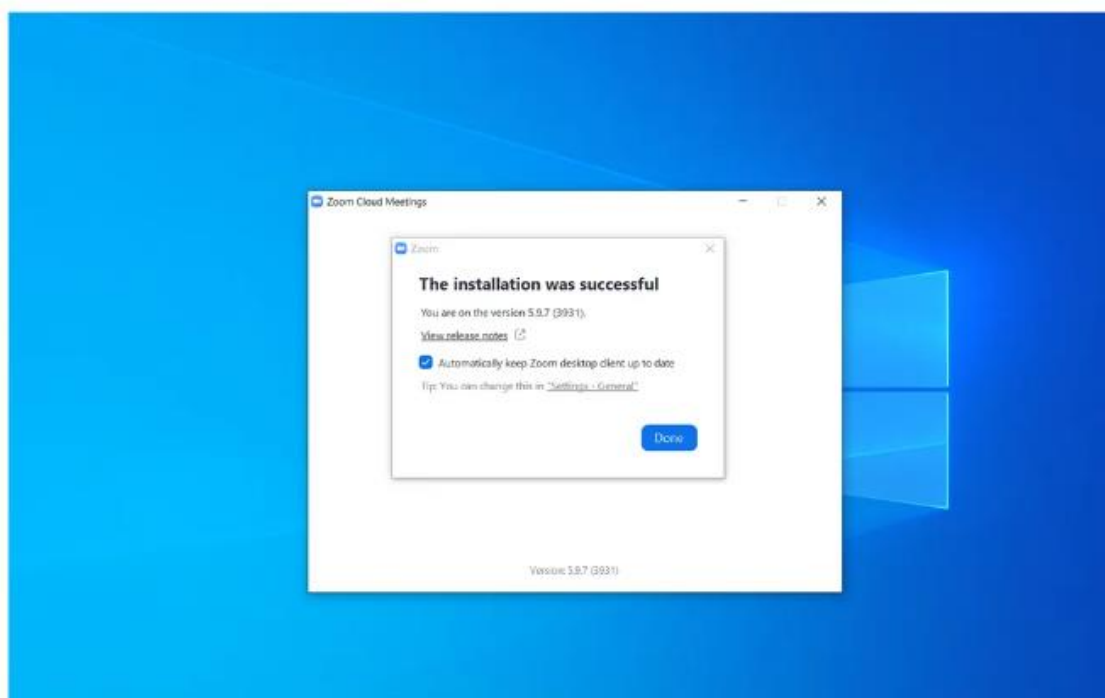 Zoom Cloud Meetings
Zoom
The installation was successful
You are on the version 5.9.7 (3931).
View release notes
Automatically keep Zoom desktop client up to date
Tip: You can change this in "Settings - General"
Done
Version: 5.9.7 (3931)